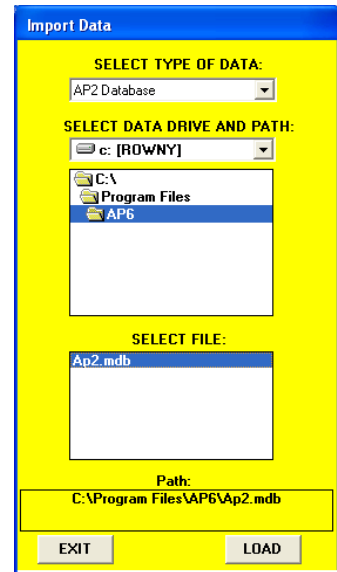 Import Data
SELECT TYPE OF DATA:
AP2 Database
SELECT DATA DRIVE AND PATH:
c: [ROWNY]
C:\
Program Files
AP6
SELECT FILE:
Ap2.mdb
Path:
C:\Program Files\AP6\Ap2.mdb
EXIT LOAD